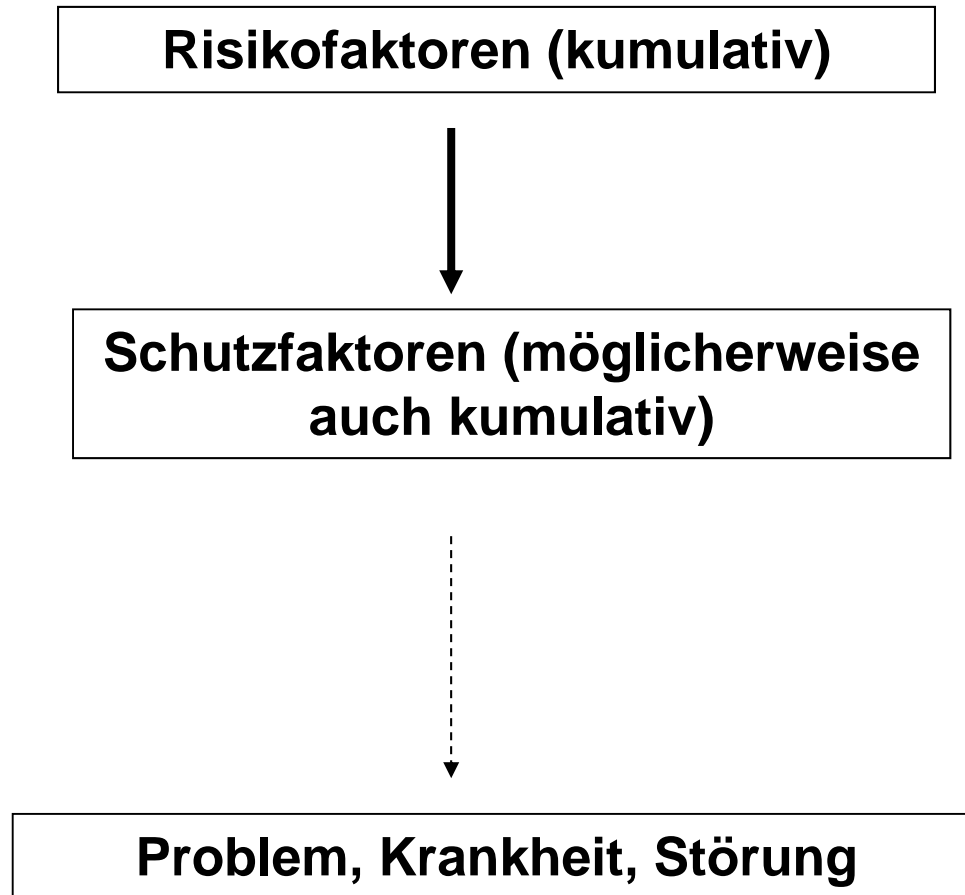 Risikofaktoren (kumulativ)
Schutzfaktoren (möglicherweise
auch kumulativ)
Problem, Krankheit, Störung